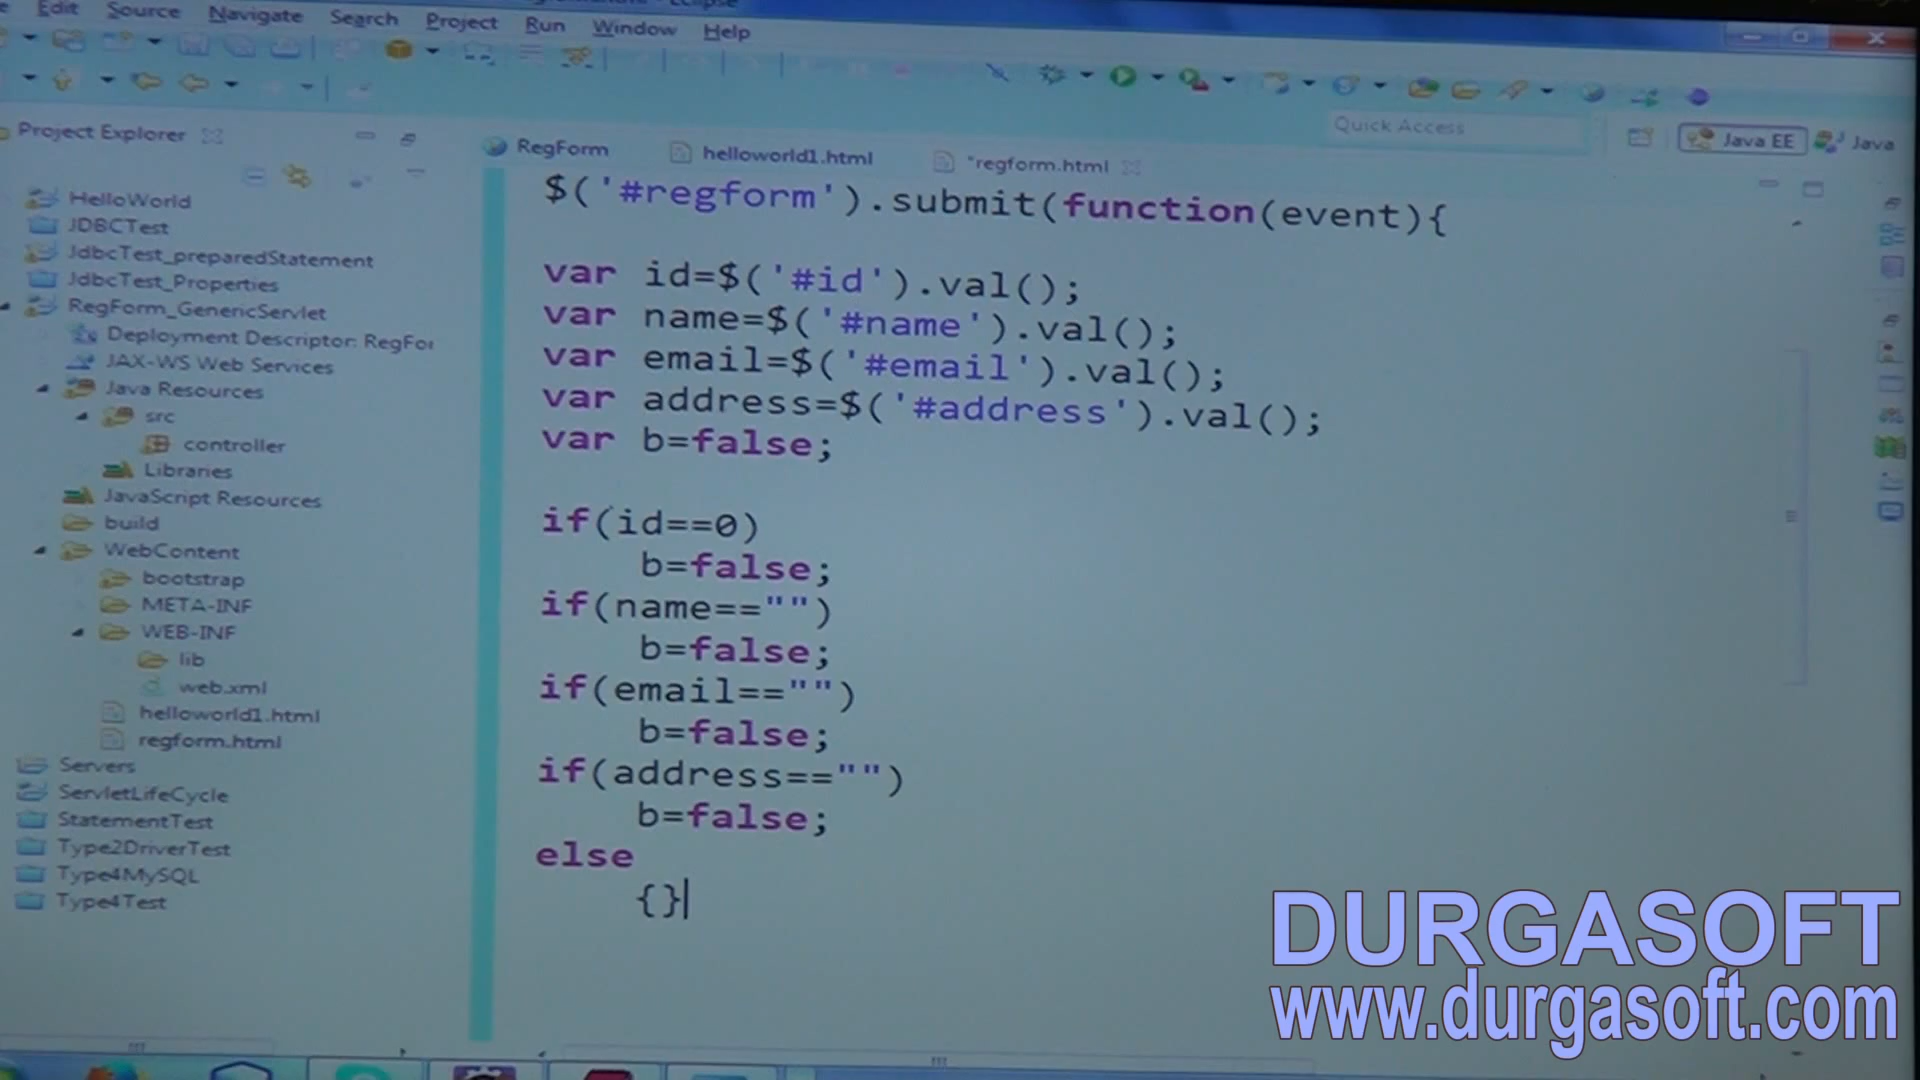 Edit Source Navigate Search Project Run Window Help
Quick Access
Java EE
Java
Project Explorer
HelloWorld
JDBCTest
JdbcTest_preparedStatement
JdbcTest_Properties
RegForm_GenericServlet
Deployment Descriptor: RegFor
JAX-WS Web Services
Java Resources
src
controller
Libraries
JavaScript Resources
build
WebContent
bootstrap
META-INF
WEB-INF
lib
web.xml
helloworld1.html
regform.html
Servers
ServletLifeCycle
StatementTest
Type2DriverTest
Type4MySQL
Type4Test
RegForm helloworld1.html *regform.html
$('#regform').submit(function(event){
var id=$('#id').val();
var name=$('#name').val();
var email=$('#email').val();
var address=$('#address').val();
var b=false;
if(id==0)
b=false;
if(name=="")
b=false;
if(email=="")
b=false;
if(address=="")
b=false;
else
{}
DURGASOFT
www.durgasoft.com